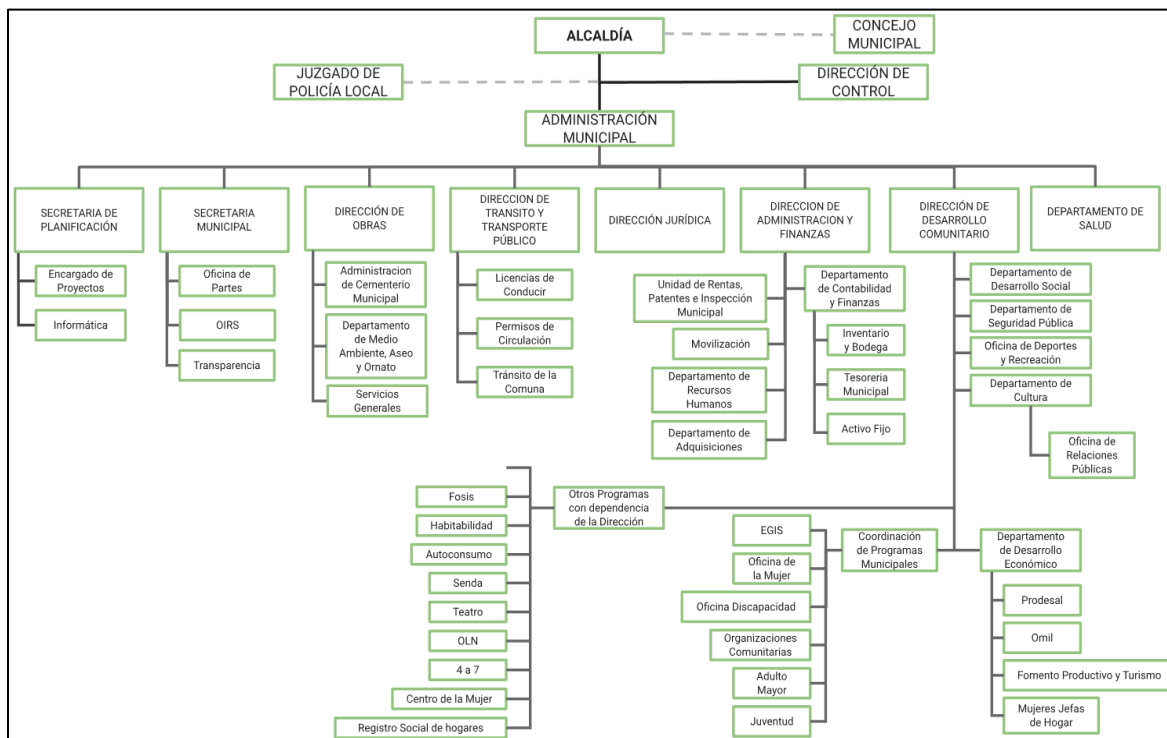 ALCALDÍA
CONCEJO
MUNICIPAL
JUZGADO DE
POLICÍA LOCAL
DIRECCIÓN DE
CONTROL
ADMINISTRACIÓN
MUNICIPAL
SECRETARIA DE
PLANIFICACIÓN
SECRETARIA
MUNICIPAL
DIRECCIÓN DE
OBRAS
DIRECCION DE
TRANSITO Y
TRANSPORTE
PÚBLICO
DIRECCIÓN JURÍDICA
DIRECCION DE
ADMINISTRACION Y
FINANZAS
DIRECCIÓN DE
DESARROLLO
COMUNITARIO
DEPARTAMENTO DE
SALUD
Encargado de
Proyectos
Informática
Oficina de
Partes
OIRS
Transparencia
Administracion
de Cementerio
Municipal
Departamento
de Medio
Ambiente, Aseo
y Ornato
Servicios
Generales
Licencias de
Conducir
Permisos de
Circulación
Tránsito de la
Comuna
Unidad de Rentas,
Patentes e Inspección
Municipal
Movilización
Departamento de
Recursos
Humanos
Departamento de
Adquisiciones
Departamento
de Contabilidad
y Finanzas
Inventario
y Bodega
Tesoreria
Municipal
Activo Fijo
Departamento de
Desarrollo Social
Departamento de
Seguridad Pública
Oficina de Deportes
y Recreación
Departamento de
Cultura
Oficina de
Relaciones
Públicas
Otros Programas
con dependencia
de la Dirección
Fosis
Habitabilidad
Autoconsumo
Senda
Teatro
OLN
4 a 7
Centro de la Mujer
Registro Social de hogares
Coordinación
de Programas
Municipales
EGIS
Oficina de
la Mujer
Oficina Discapacidad
Organizaciones
Comunitarias
Adulto
Mayor
Juventud
Departamento
de Desarrollo
Económico
Prodesal
Omil
Fomento Productivo y Turismo
Mujeres Jefas
de Hogar